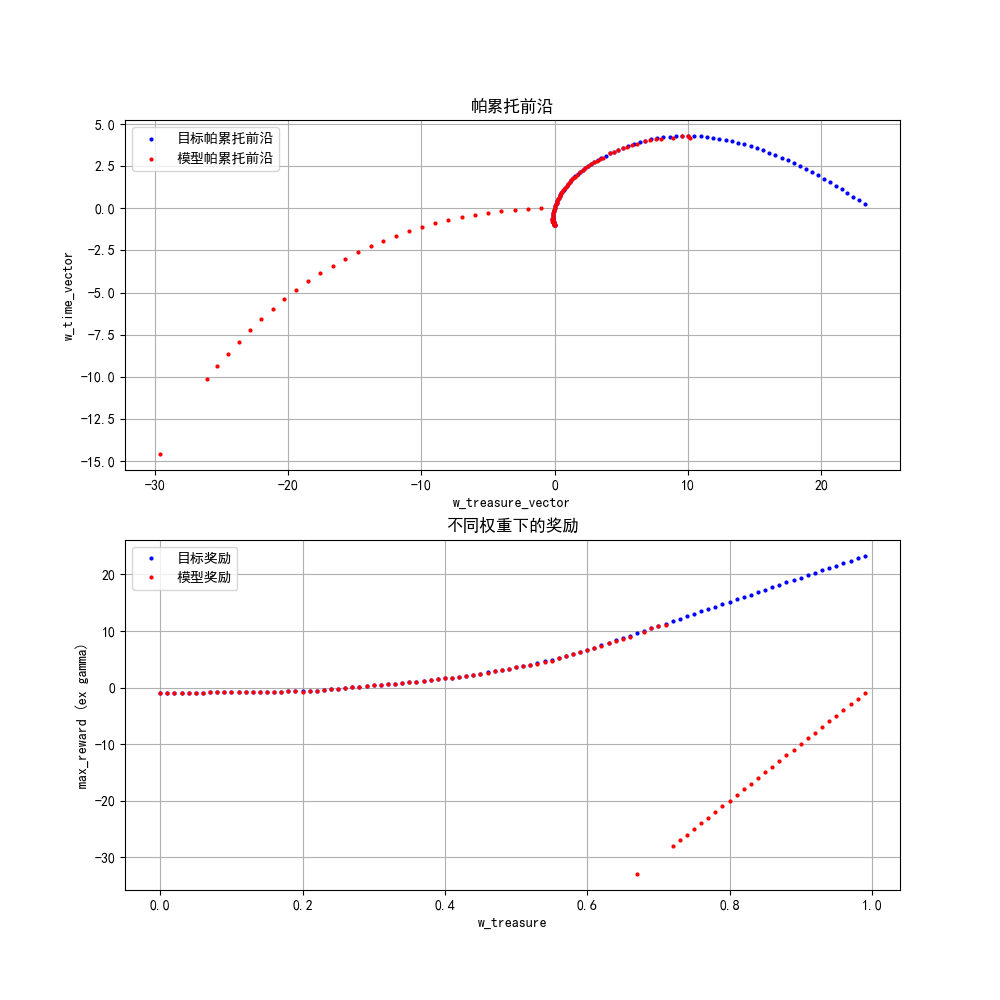 帕累托前沿
5.0
2.5
0.0
−2.5
−5.0
−7.5
−10.0
−12.5
−15.0
w_time_vector
目标帕累托前沿
模型帕累托前沿
−30 −20 −10 0 10 20
w_treasure_vector
不同权重下的奖励
20
10
0
−10
−20
−30
max_reward (ex gamma)
目标奖励
模型奖励
0.0 0.2 0.4 0.6 0.8 1.0
w_treasure